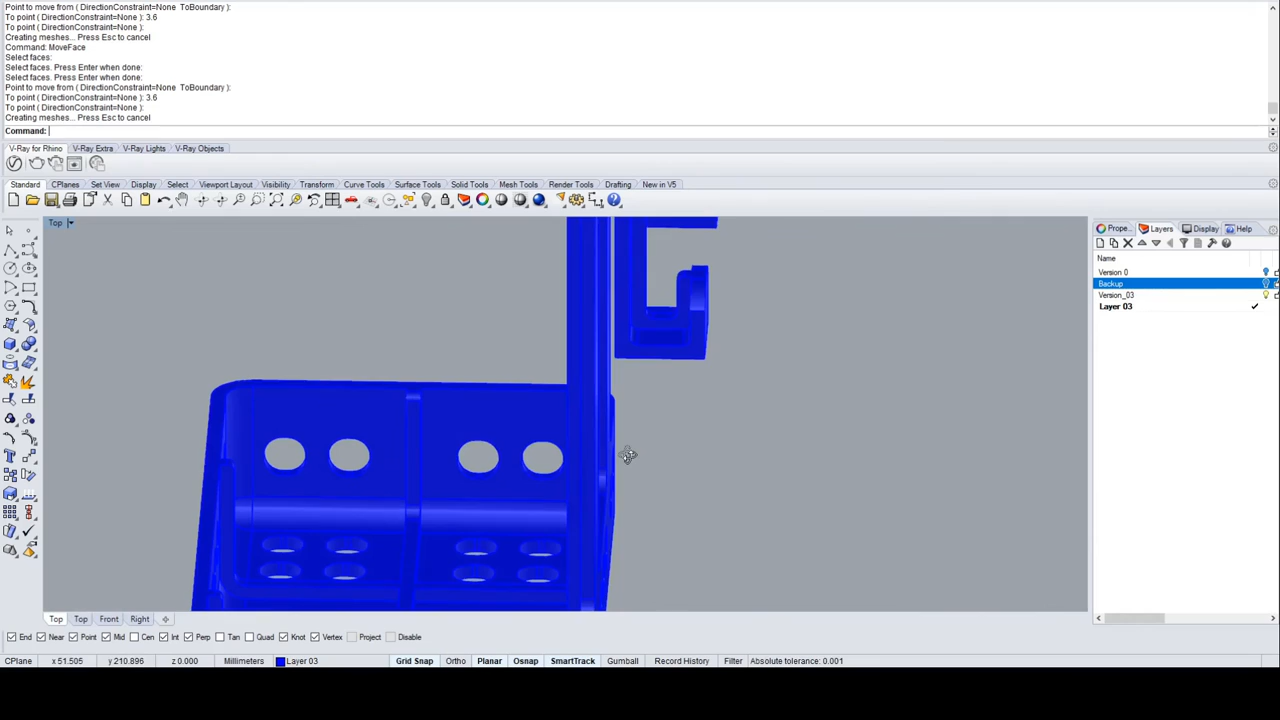 Point to move from ( DirectionConstraint=None  ToBoundary ):
To point ( DirectionConstraint=None ): 3.6
To point ( DirectionConstraint=None ):
Creating meshes... Press Esc to cancel
Command: MoveFace
Select faces:
Select faces. Press Enter when done:
Select faces. Press Enter when done:
Point to move from ( DirectionConstraint=None  ToBoundary ):
To point ( DirectionConstraint=None ): 3.6
To point ( DirectionConstraint=None ):
Creating meshes... Press Esc to cancel
Command:
V-Ray for Rhino V-Ray Extra V-Ray Lights V-Ray Objects
Standard CPlanes Set View Display Select Viewport Layout Visibility Transform Curve Tools Surface Tools Solid Tools Mesh Tools Render Tools Drafting New in V5
Top
Prope... Layers Display Help
Name
Version 0
Backup
Version_03
Layer 03
Top Top Front Right
End Near Point Mid Cen Int Perp Tan Quad Knot Vertex Project Disable
CPlane x 51.505 y 210.896 z 0.000 Millimeters Layer 03 Grid Snap Ortho Planar Osnap SmartTrack Gumball Record History Filter Absolute tolerance: 0.001